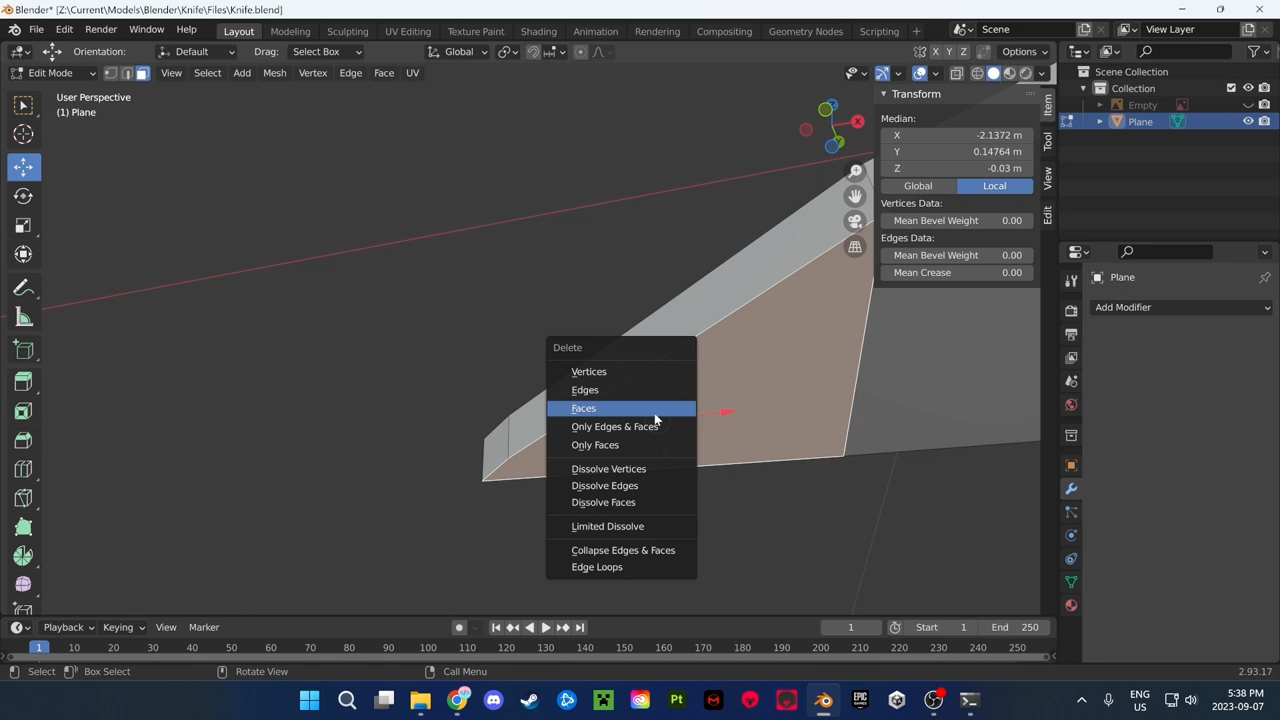 Blender* [Z:\Current\Models\Blender\Knife\Files\Knife.blend]
File Edit Render Window Help Layout Modeling Sculpting UV Editing Texture Paint Shading Animation Rendering Compositing Geometry Nodes Scripting + Scene View Layer
Orientation: Default Drag: Select Box Global X Y Z Options
Edit Mode View Select Add Mesh Vertex Edge Face UV
User Perspective
(1) Plane
X
Y
Transform
Median:
X -2.1372 m
Y 0.14764 m
Z -0.03 m
Global Local
Vertices Data:
Mean Bevel Weight 0.00
Edges Data:
Mean Bevel Weight 0.00
Mean Crease 0.00
Item
Tool
View
Edit
Scene Collection
Collection
Empty
Plane
Plane
Add Modifier
Delete
Vertices
Edges
Faces
Only Edges & Faces
Only Faces
Dissolve Vertices
Dissolve Edges
Dissolve Faces
Limited Dissolve
Collapse Edges & Faces
Edge Loops
Playback Keying View Marker 1 Start 1 End 250
1 10 20 30 40 50 60 70 80 90 100 110 120 130 140 150 160 170 180 190 200 210 220 230 240 250
Select Box Select Rotate View Call Menu 2.93.17
Pt EPIC GAMES
ENG
US
5:38 PM
2023-09-07